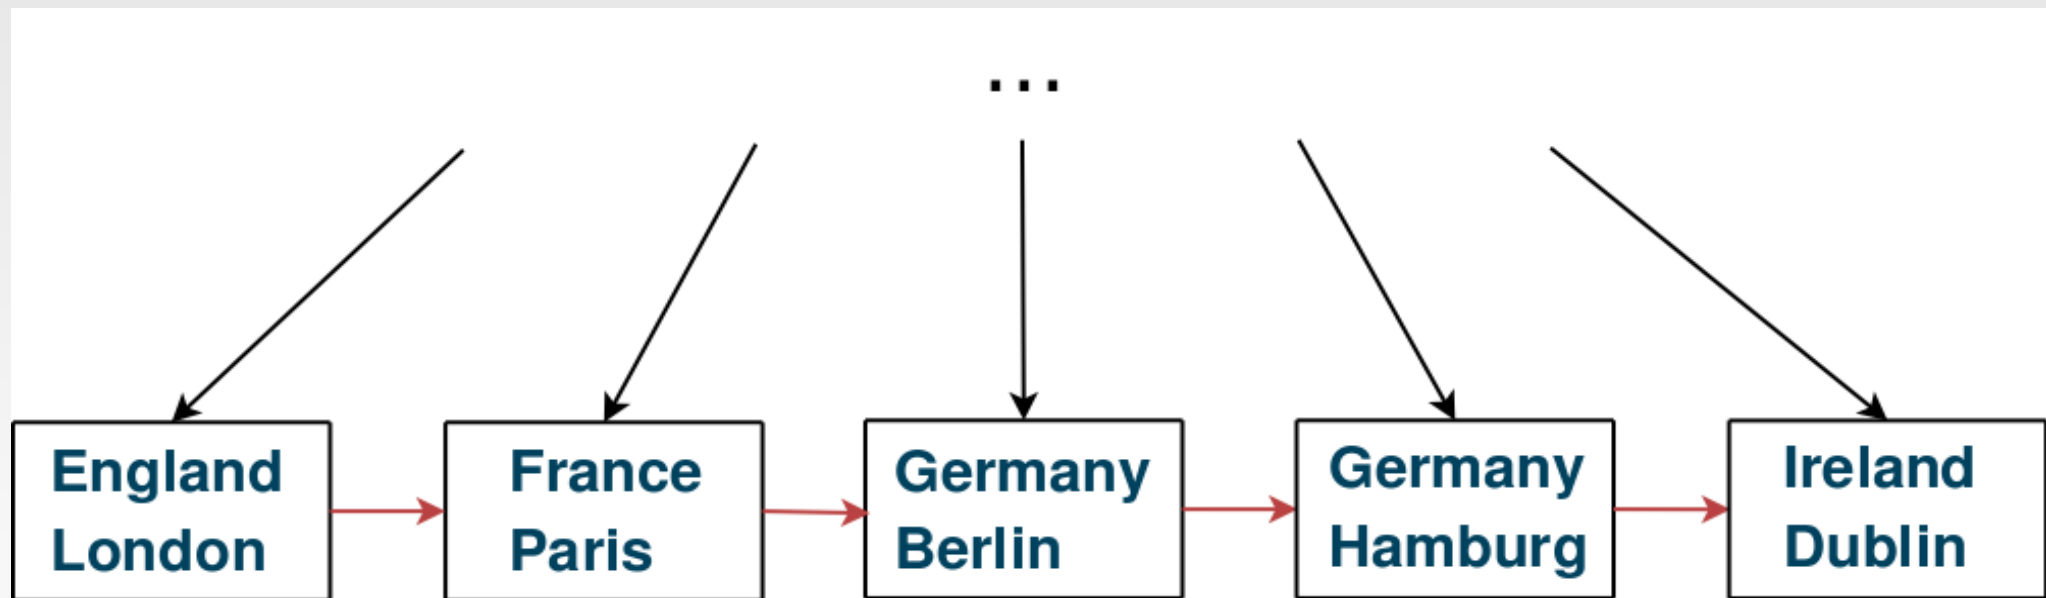 ...
England
London
France
Paris
Germany
Berlin
Germany
Hamburg
Ireland
Dublin